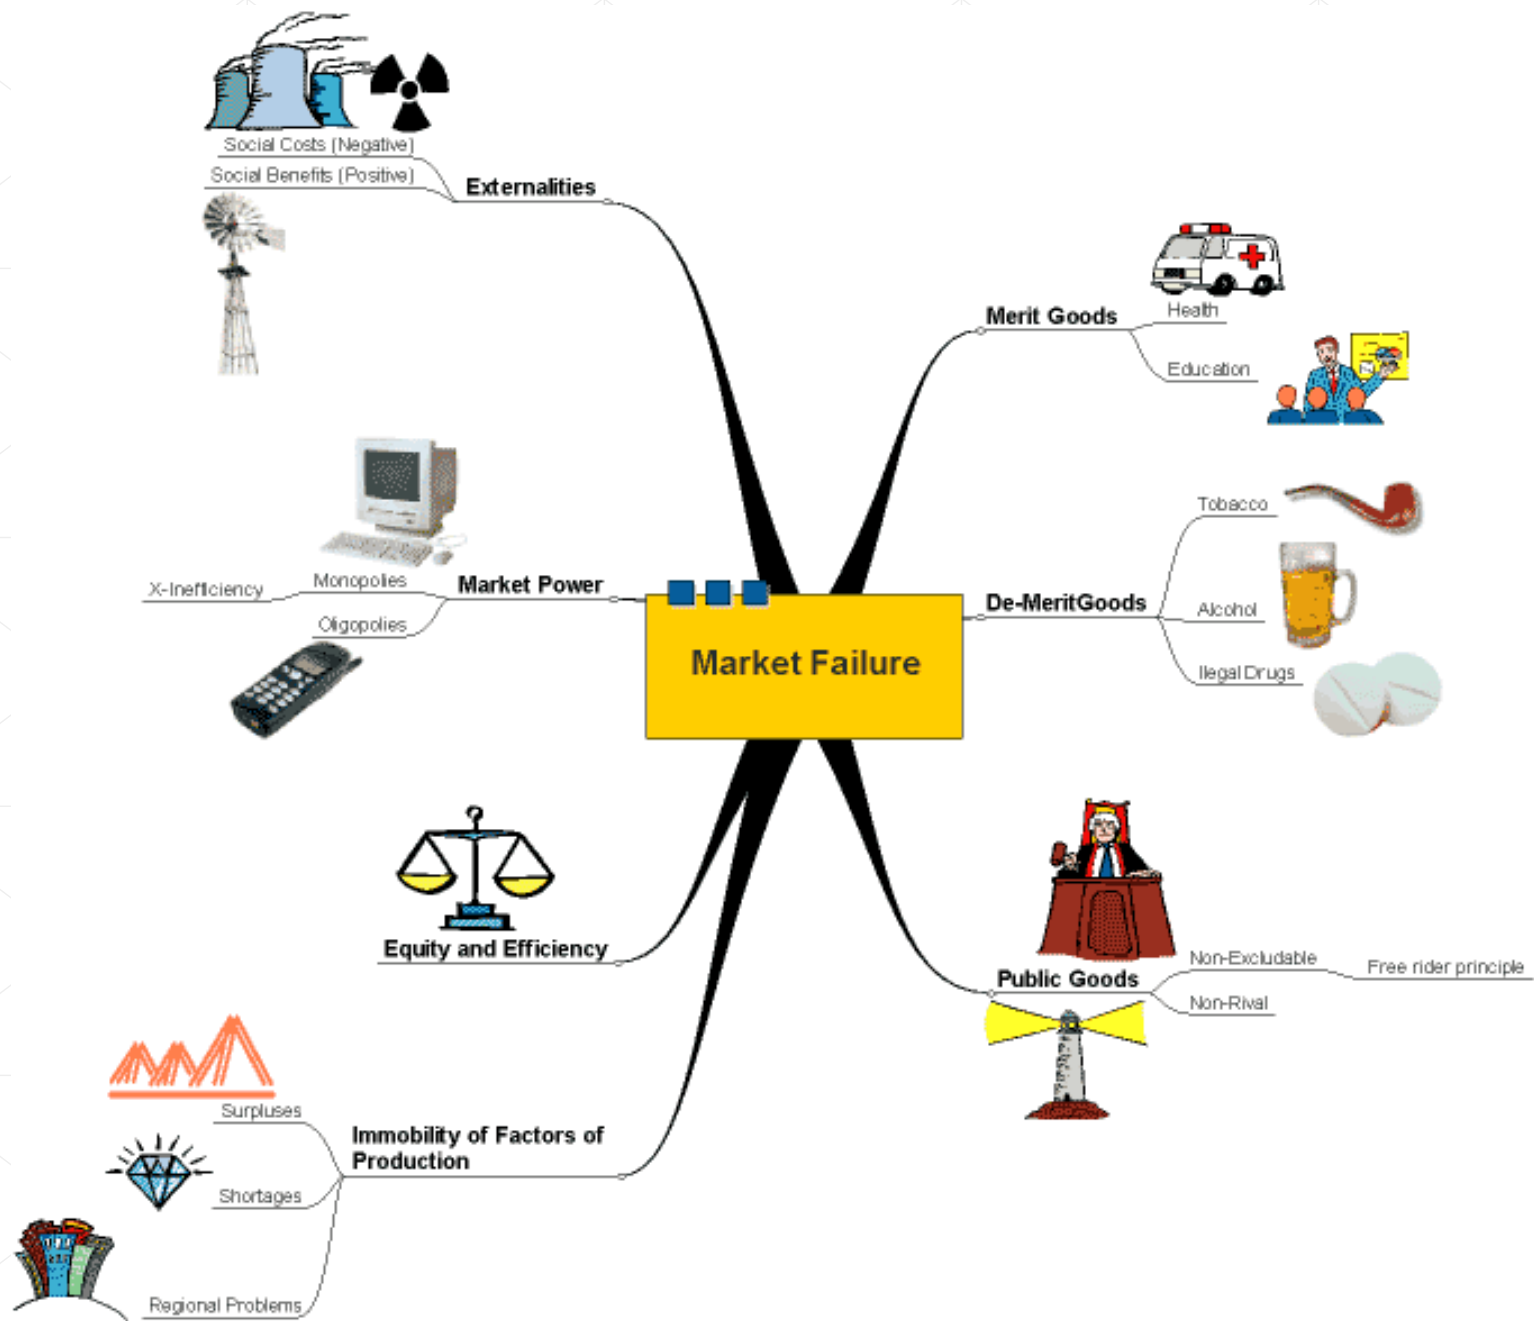 Social Costs (Negative)
Social Benefits (Positive)
Externalities
Merit Goods
Health
Education
Tobacco
De-MeritGoods
Alcohol
Ilegal Drugs
X-Inefficiency
Monopolies
Market Power
Oligopolies
Market Failure
Equity and Efficiency
Public Goods
Non-Excludable
Free rider principle
Non-Rival
Surpluses
Immobility of Factors of
Production
Shortages
Regional Problems